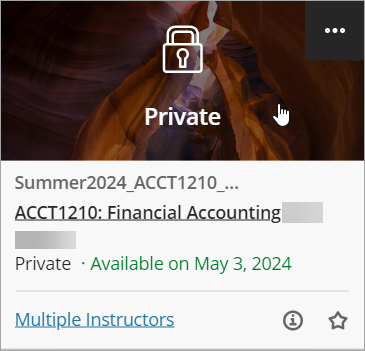 Private
Summer2024_ACCT1210_...
ACCT1210: Financial Accounting
Private · Available on May 3, 2024
Multiple Instructors